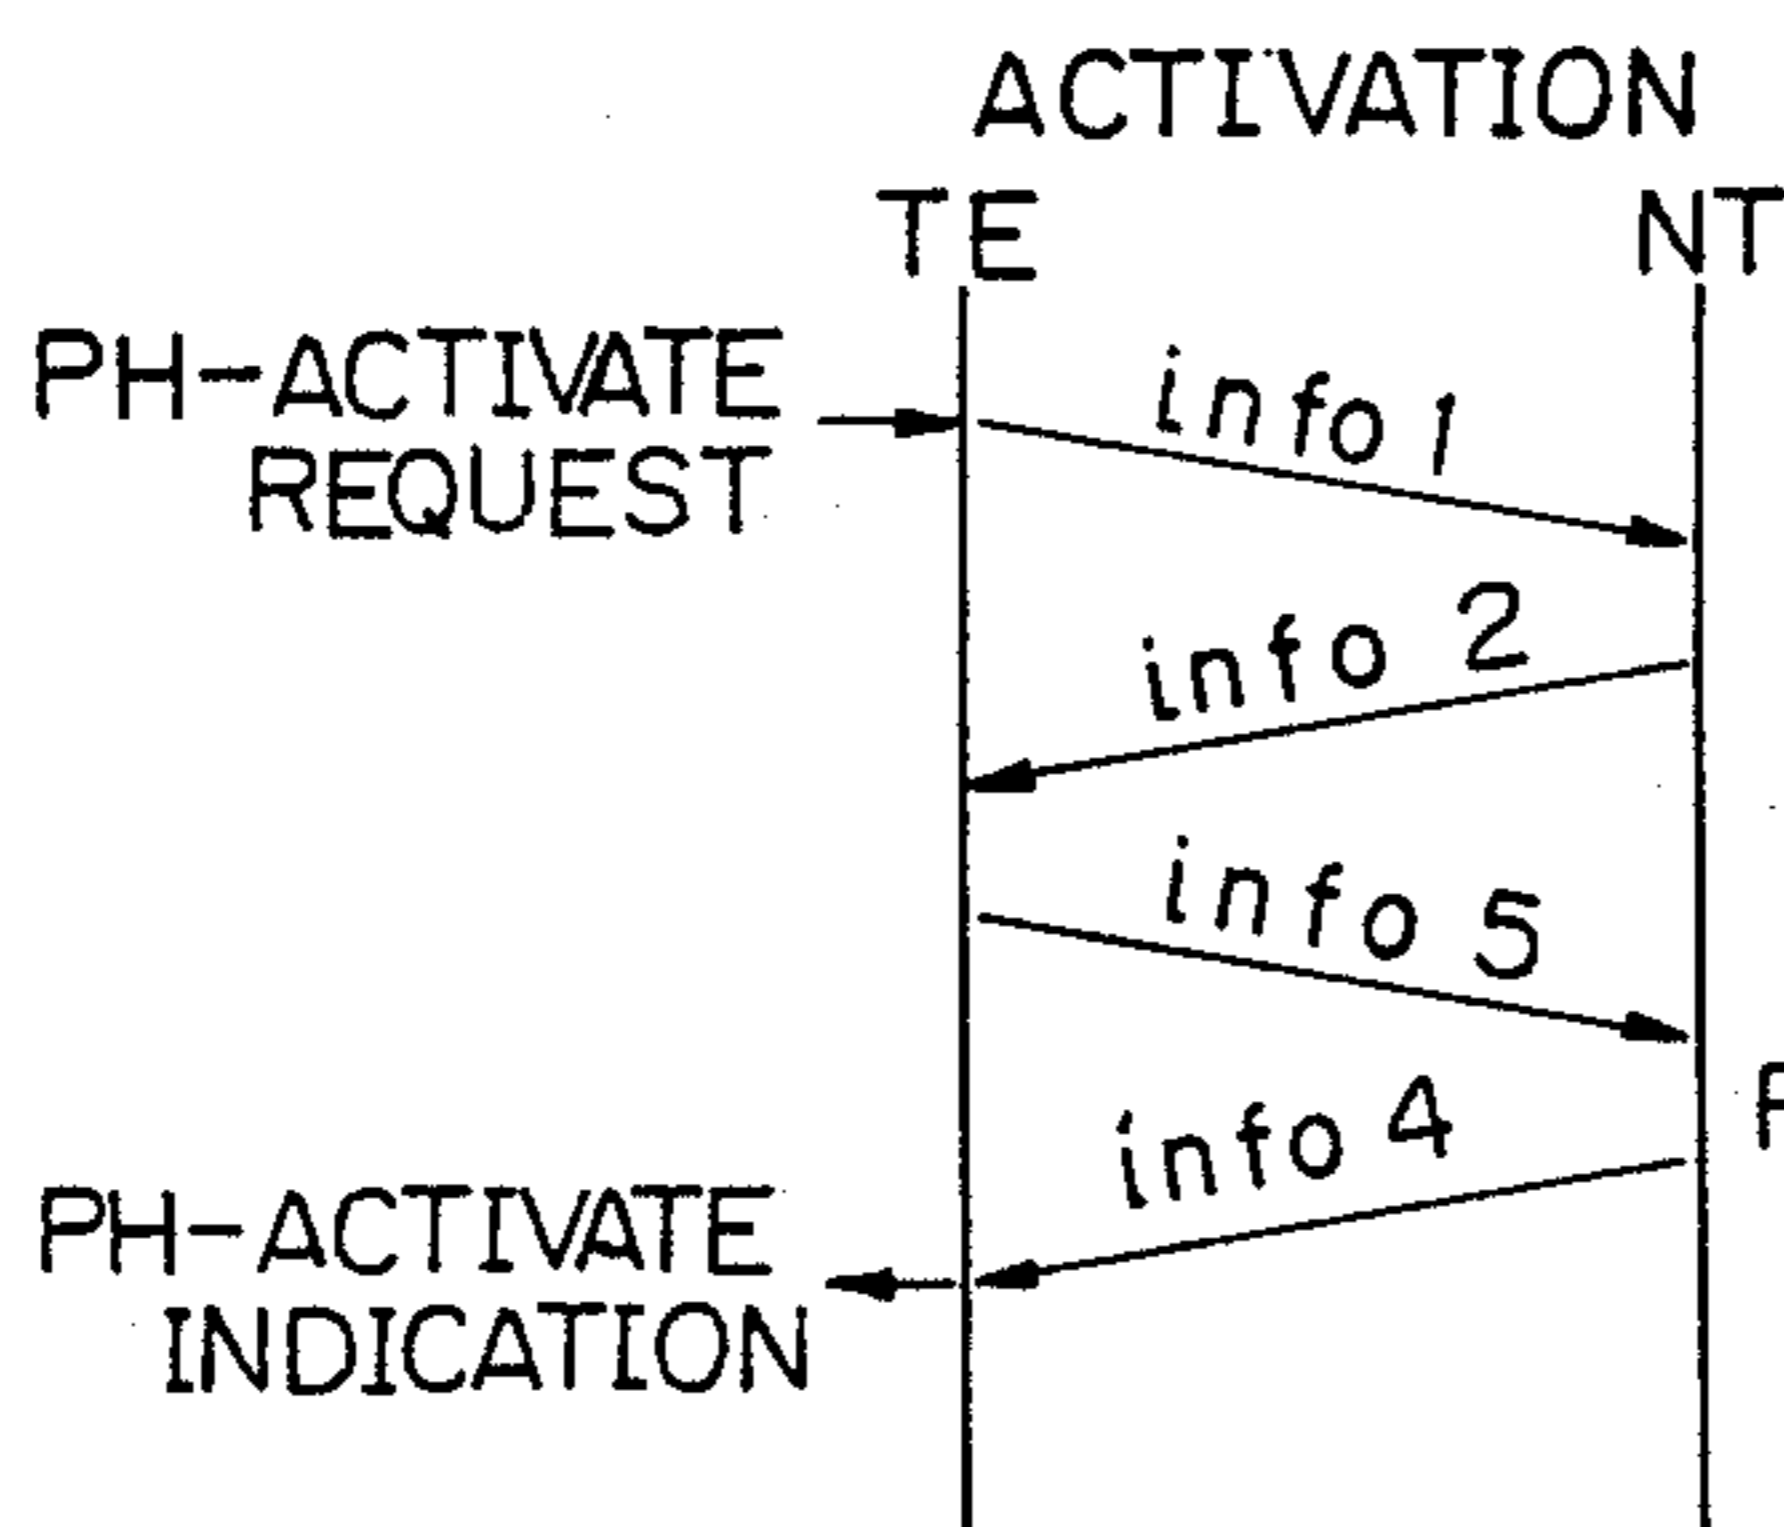 ACTIVATION
TE
NT
PH-ACTIVATE
REQUEST
info 1
info 2
info 5
info 4
PH-ACTIVATE
INDICATION